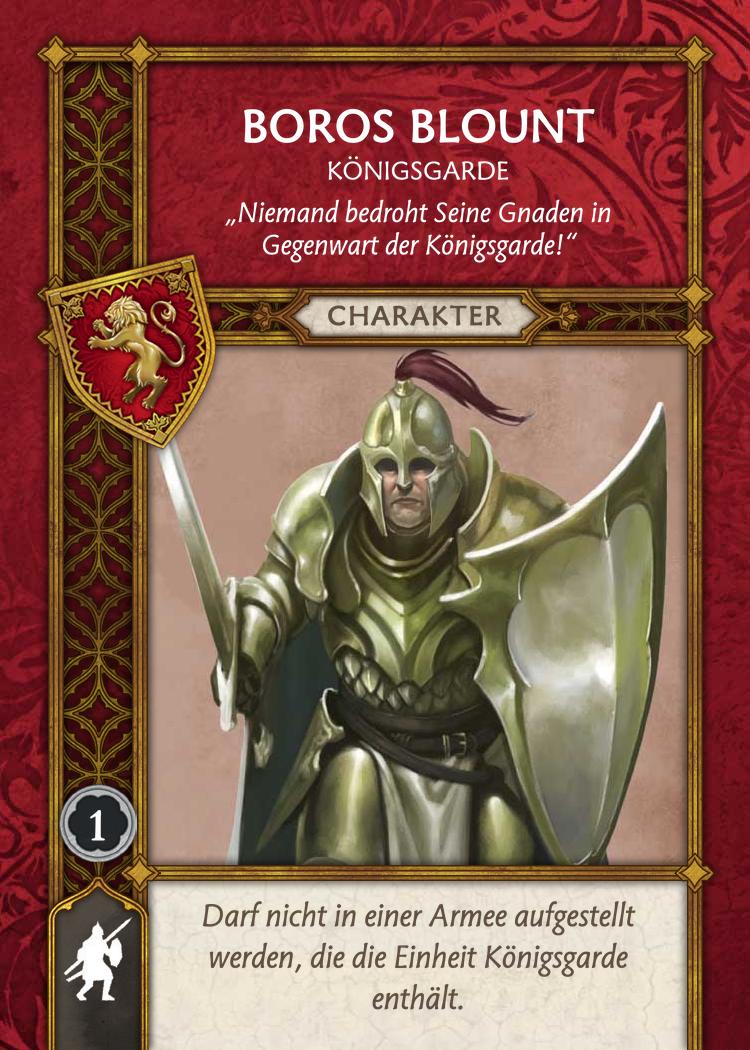 BOROS BLOUNT
KÖNIGSGARDE
„Niemand bedroht Seine Gnaden in
Gegenwart der Königsgarde!“
CHARAKTER
1
Darf nicht in einer Armee aufgestellt
werden, die die Einheit Königsgarde
enthält.